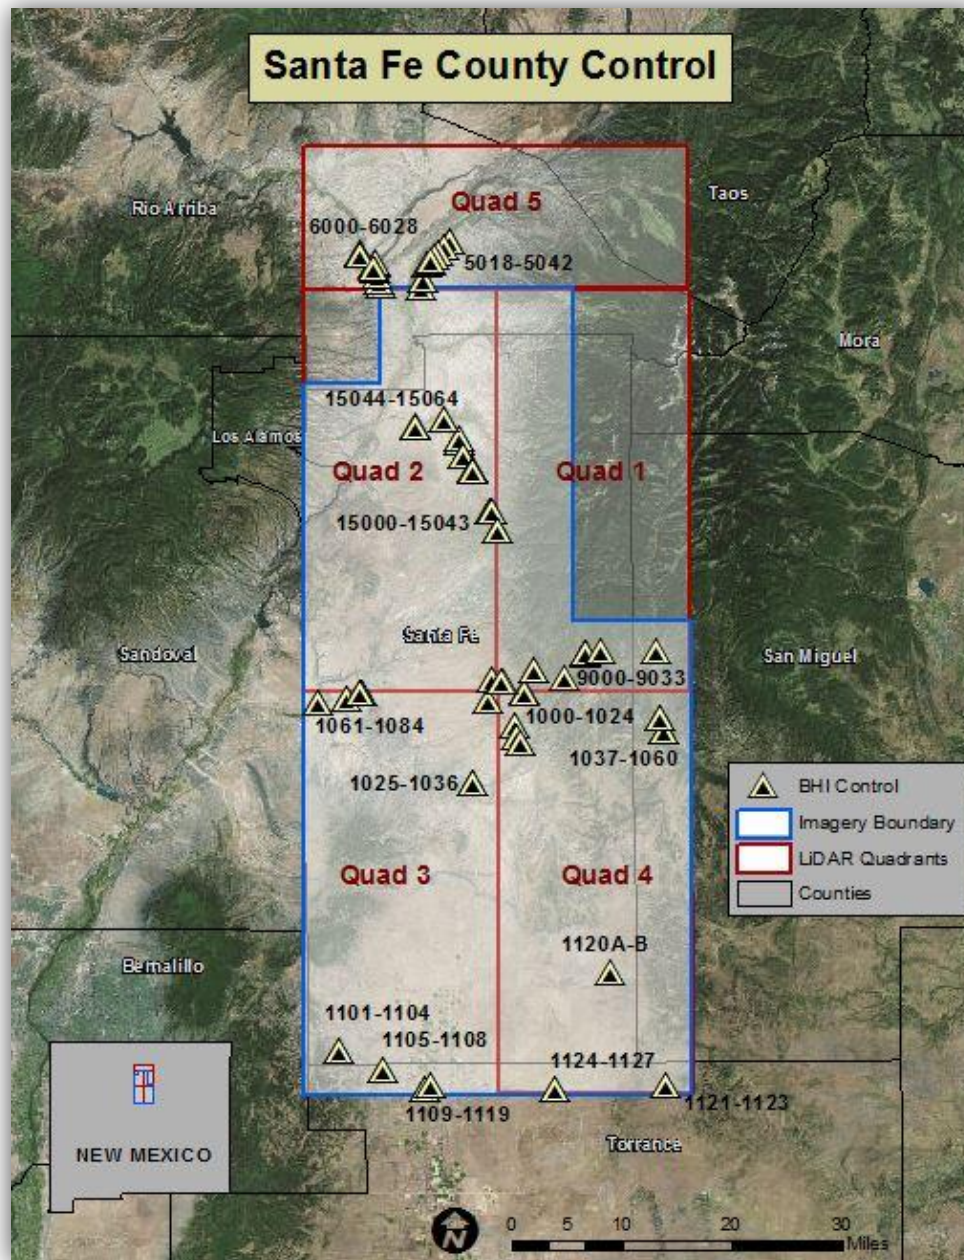 Santa Fe County Control
Quad 5
Taos
Rio Arriba
6000-6028
5018-5042
Mora
15044-15064
Los Alamos
Quad 2
Quad 1
15000-15043
Santa Fe
Sandoval
San Miguel
9000-9033
1000-1024
1061-1084
1037-1060
1025-1036
BHI Control
Imagery Boundary
LiDAR Quadrants
Counties
Quad 3
Quad 4
1120A-B
Bernalillo
1101-1104
1105-1108
1124-1127
1109-1119
1121-1123
Torrance
NEW MEXICO
N
0 5 10 20 30
Miles